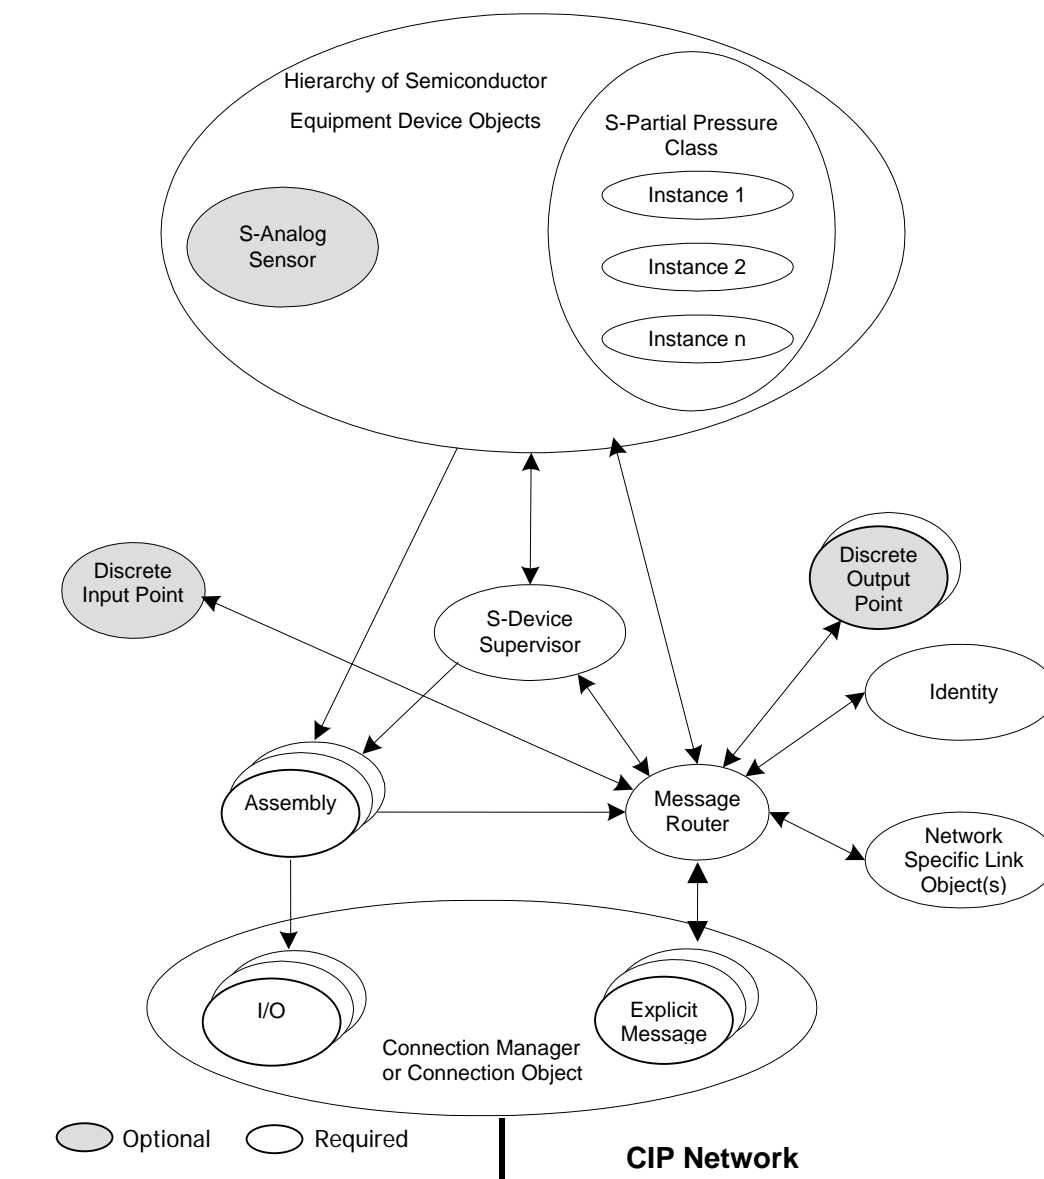 Hierarchy of Semiconductor
Equipment Device Objects
S-Partial Pressure
Class
Instance 1
Instance 2
Instance n
S-Analog
Sensor
Discrete
Input Point
S-Device
Supervisor
Discrete
Output
Point
Identity
Assembly
Message
Router
Network
Specific Link
Object(s)
I/O
Explicit
Message
Connection Manager
or Connection Object
Optional
Required
CIP Network